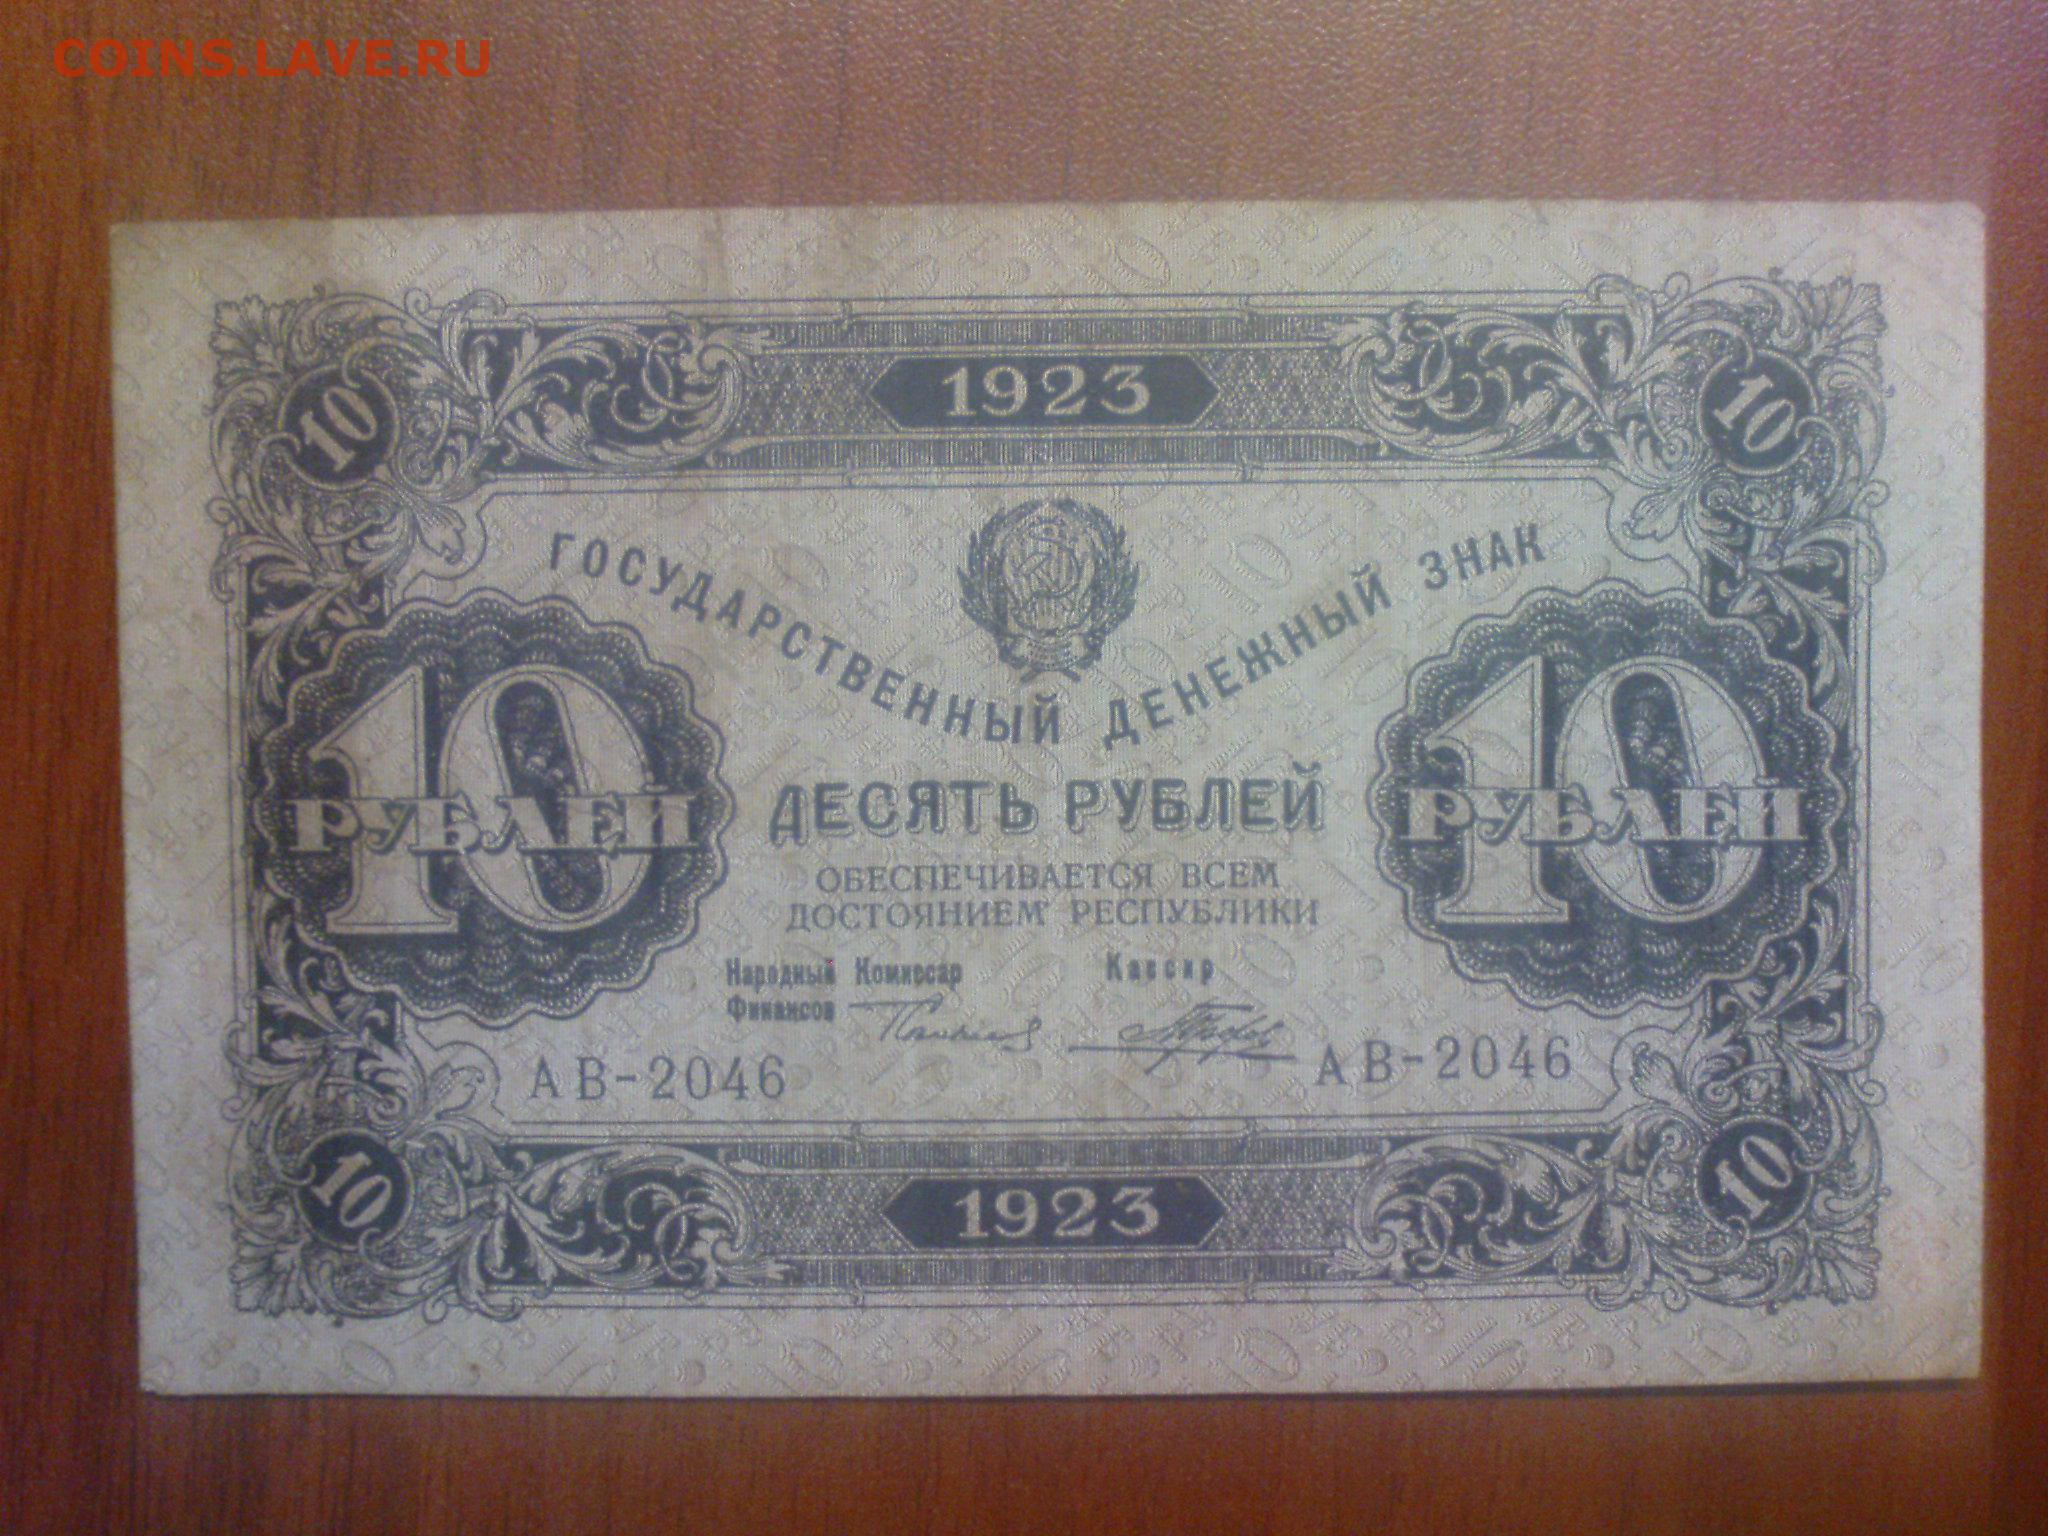 COINS.LAVE.RU
1923
10 10
ГОСУДАРСТВЕННЫЙ ДЕНЕЖНЫЙ ЗНАК
10 РУБЛЕЙ
ДЕСЯТЬ РУБЛЕЙ
10 РУБЛЕЙ
ОБЕСПЕЧИВАЕТСЯ ВСЕМ
ДОСТОЯНИЕМ РЕСПУБЛИКИ
Народный Комиссар
Финансов
Кассир
АВ-2046 АВ-2046
10 10
1923